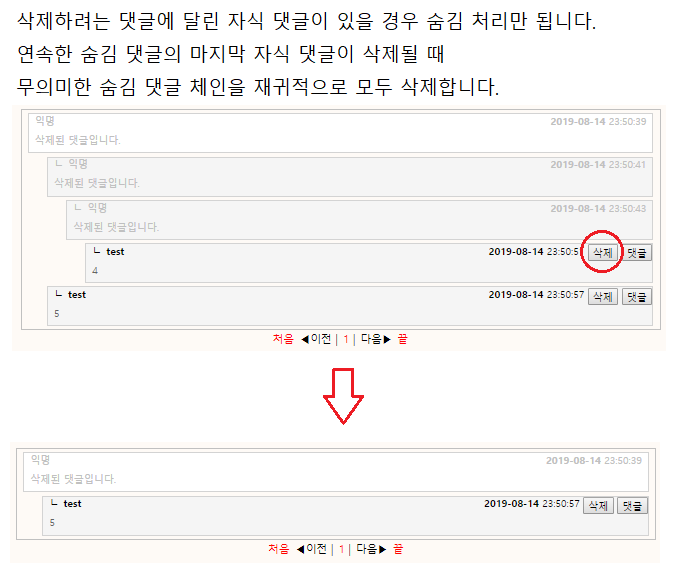 삭제하려는 댓글에 달린 자식 댓글이 있을 경우 숨김 처리만 됩니다.
연속한 숨김 댓글의 마지막 자식 댓글이 삭제될 때
무의미한 숨김 댓글 체인을 재귀적으로 모두 삭제합니다.
익명 2019-08-14 23:50:39
삭제된 댓글입니다.
ㄴ 익명 2019-08-14 23:50:41
삭제된 댓글입니다.
ㄴ 익명 2019-08-14 23:50:43
삭제된 댓글입니다.
ㄴ test 2019-08-14 23:50:5 삭제 댓글
4
ㄴ test 2019-08-14 23:50:57 삭제 댓글
5
처음 ◀이전 | 1 | 다음▶ 끝
익명 2019-08-14 23:50:39
삭제된 댓글입니다.
ㄴ test 2019-08-14 23:50:57 삭제 댓글
5
처음 ◀이전 | 1 | 다음▶ 끝